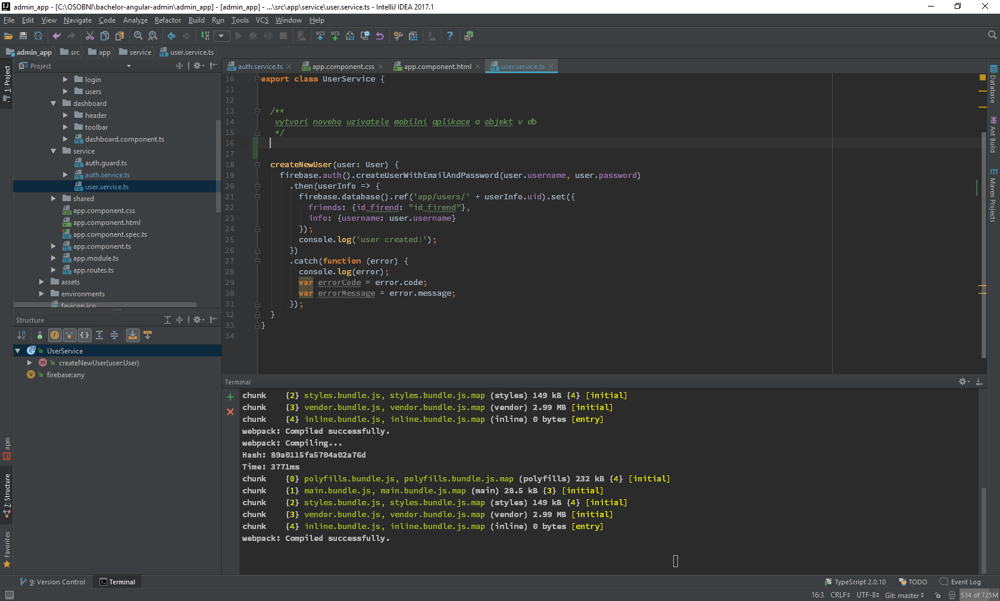 admin_app - [C:\OSOBNI\bachelor-angular-admin\admin_app] - [admin_app] - ...\src\app\service\user.service.ts - IntelliJ IDEA 2017.1
File Edit View Navigate Code Analyze Refactor Build Run Tools VCS Window Help
admin_app src app service user.service.ts
Project
auth.service.ts app.component.css app.component.html user.service.ts
1: Project
login
users
dashboard
header
toolbar
dashboard.component.ts
service
auth.guard.ts
auth.service.ts
user.service.ts
shared
app.component.css
app.component.html
app.component.spec.ts
app.component.ts
app.module.ts
app.routes.ts
assets
environments
favicon.ico
10 export class UserService {
11
12
13 /**
14 vytvori noveho uzivatele mobilni aplikace a objekt v db
15 */
16
17
18 createNewUser(user: User) {
19 firebase.auth().createUserWithEmailAndPassword(user.username, user.password)
20 .then(userInfo => {
21 firebase.database().ref('app/users/' + userInfo.uid).set({
22 friends: {id_firend: "id_firend"},
23 info: {username: user.username}
24 });
25 console.log('user created!');
26 })
27 .catch(function (error) {
28 console.log(error);
29 var errorCode = error.code;
30 var errorMessage = error.message;
31 });
32 }
33 }
34
Database
Ant Build
Maven Projects
Structure
UserService
createNewUser(user:User)
firebase:any
npm
7: Structure
Favorites
Terminal
chunk {2} styles.bundle.js, styles.bundle.js.map (styles) 149 kB {4} [initial]
chunk {3} vendor.bundle.js, vendor.bundle.js.map (vendor) 2.99 MB [initial]
chunk {4} inline.bundle.js, inline.bundle.js.map (inline) 0 bytes [entry]
webpack: Compiled successfully.
webpack: Compiling...
Hash: 89a0115fa5704a02a76d
Time: 3771ms
chunk {0} polyfills.bundle.js, polyfills.bundle.js.map (polyfills) 232 kB {4} [initial]
chunk {1} main.bundle.js, main.bundle.js.map (main) 28.5 kB {3} [initial]
chunk {2} styles.bundle.js, styles.bundle.js.map (styles) 149 kB {4} [initial]
chunk {3} vendor.bundle.js, vendor.bundle.js.map (vendor) 2.99 MB [initial]
chunk {4} inline.bundle.js, inline.bundle.js.map (inline) 0 bytes [entry]
webpack: Compiled successfully.
9: Version Control Terminal TypeScript 2.0.10 TODO Event Log
16:3 CRLF UTF-8 Git: master 534 of 725M